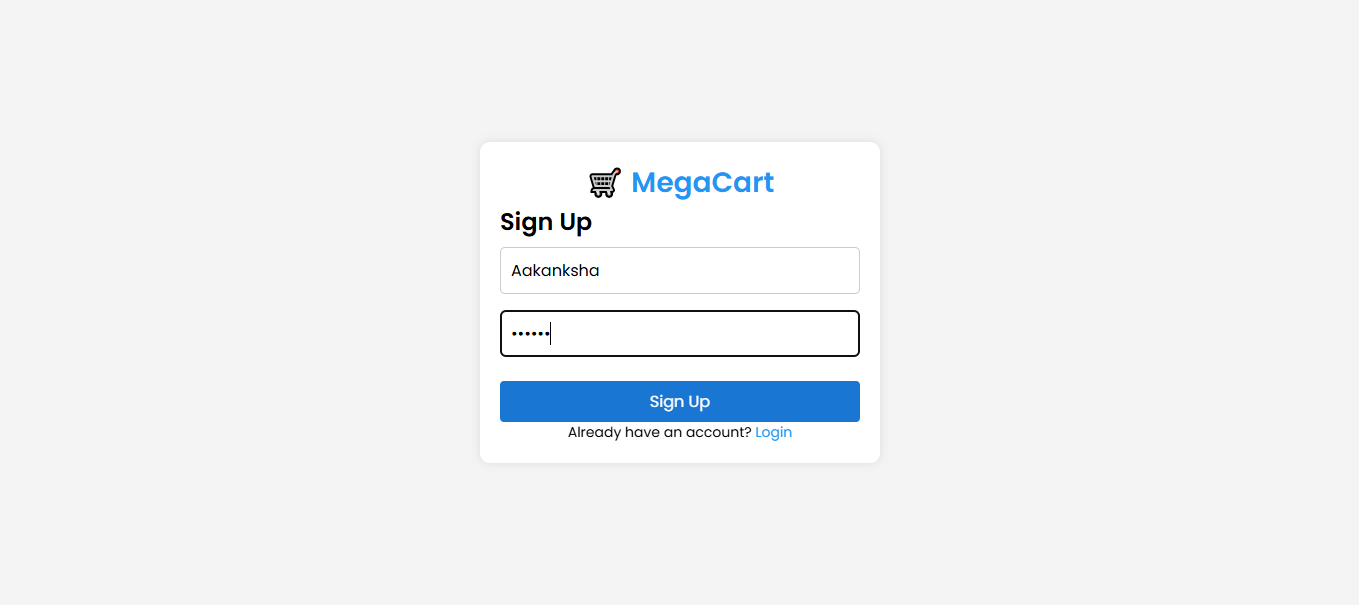 MegaCart
Sign Up
Aakanksha
••••••
Sign Up
Already have an account? Login